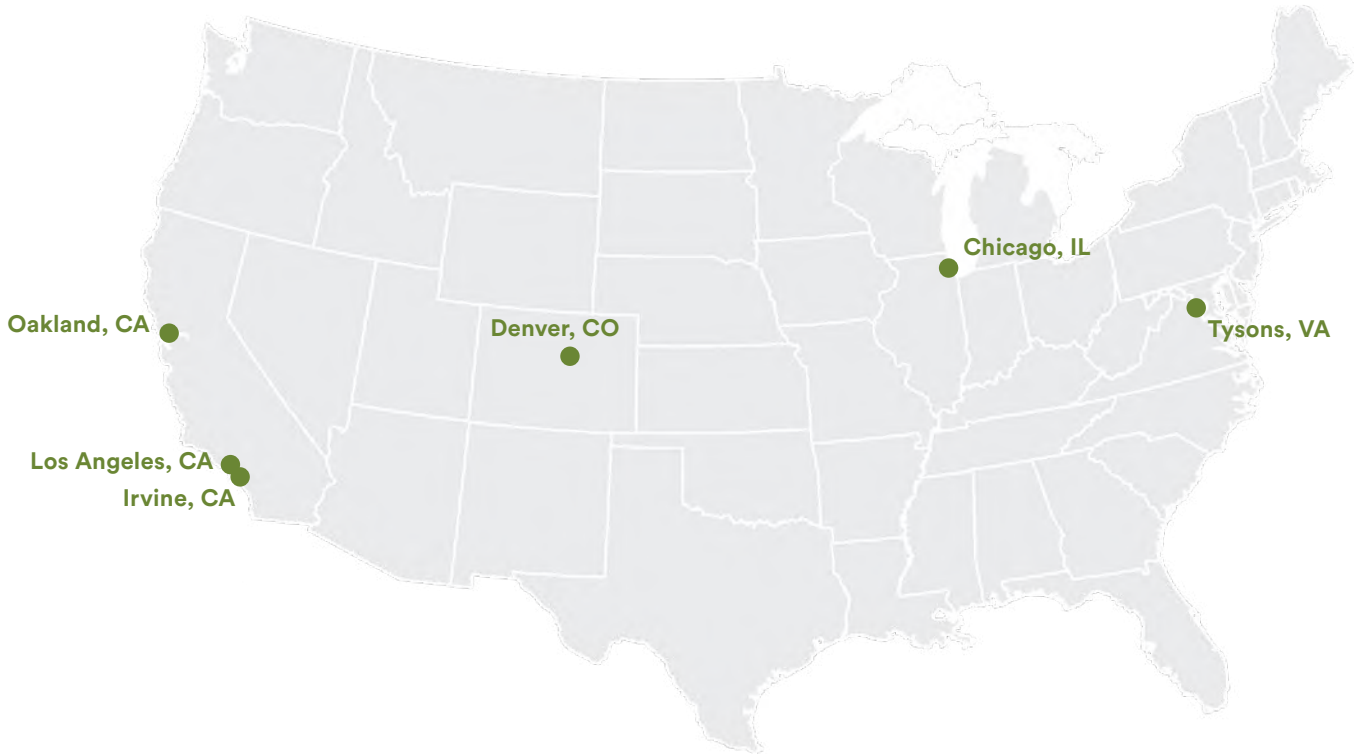 Chicago, IL
Oakland, CA
Denver, CO
Tysons, VA
Los Angeles, CA
Irvine, CA